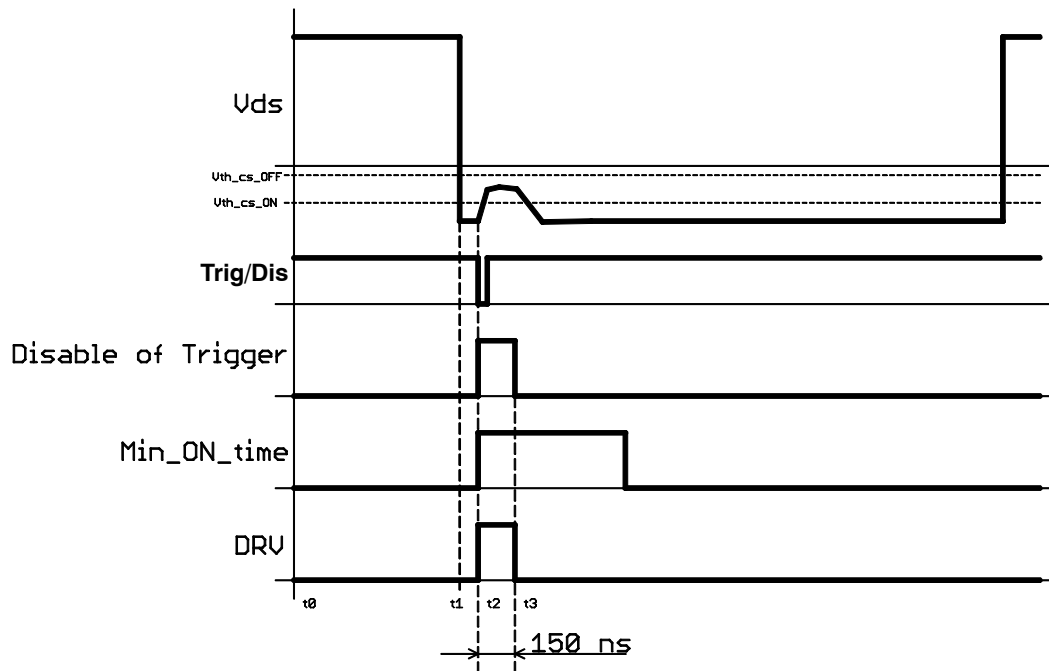 Vds
Vth_cs_OFF
Vth_cs_ON
Trig/Dis
Disable of Trigger
Min_ON_time
DRV
t0 t1 t2 t3
150 ns